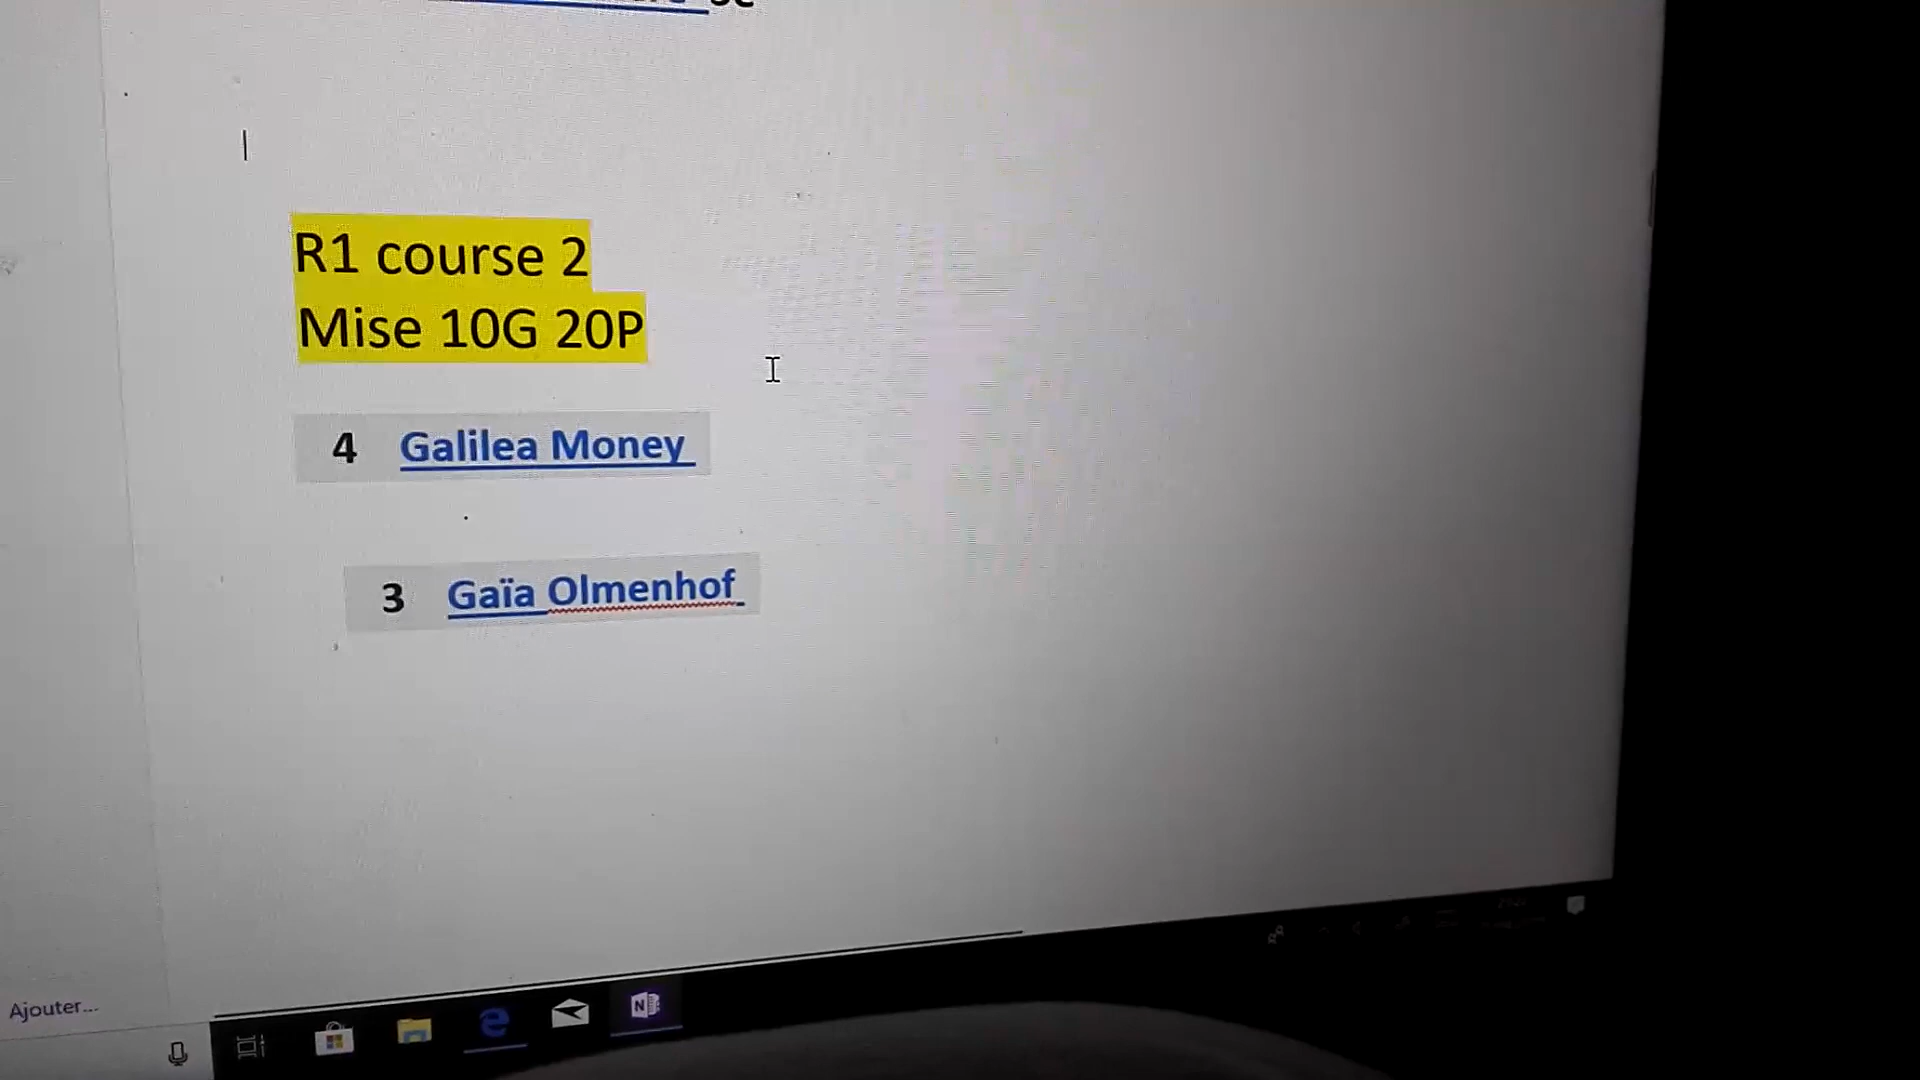 R1 course 2
Mise 10G 20P
4 Galilea Money
3 Gaïa Olmenhof
Ajouter...